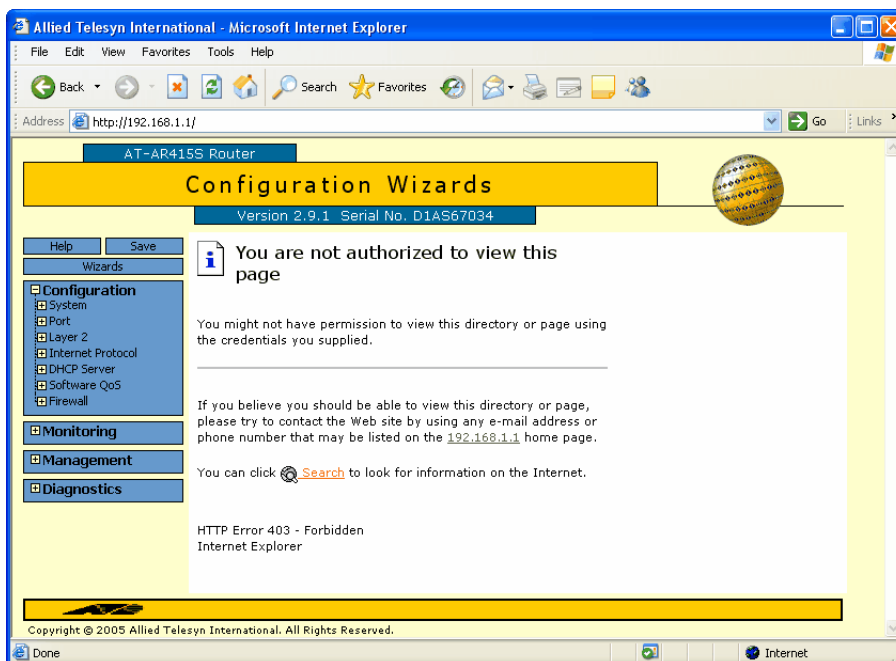 Allied Telesyn International - Microsoft Internet Explorer
File Edit View Favorites Tools Help
Back Search Favorites
Address http://192.168.1.1/ Go Links
AT-AR415S Router
Configuration Wizards
Version 2.9.1 Serial No. D1AS67034
Help Save
Wizards
Configuration
System
Port
Layer 2
Internet Protocol
DHCP Server
Software QoS
Firewall
Monitoring
Management
Diagnostics
You are not authorized to view this
page
You might not have permission to view this directory or page using
the credentials you supplied.
If you believe you should be able to view this directory or page,
please try to contact the Web site by using any e-mail address or
phone number that may be listed on the 192.168.1.1 home page.
You can click Search to look for information on the Internet.
HTTP Error 403 - Forbidden
Internet Explorer
Copyright © 2005 Allied Telesyn International. All Rights Reserved.
Done Internet